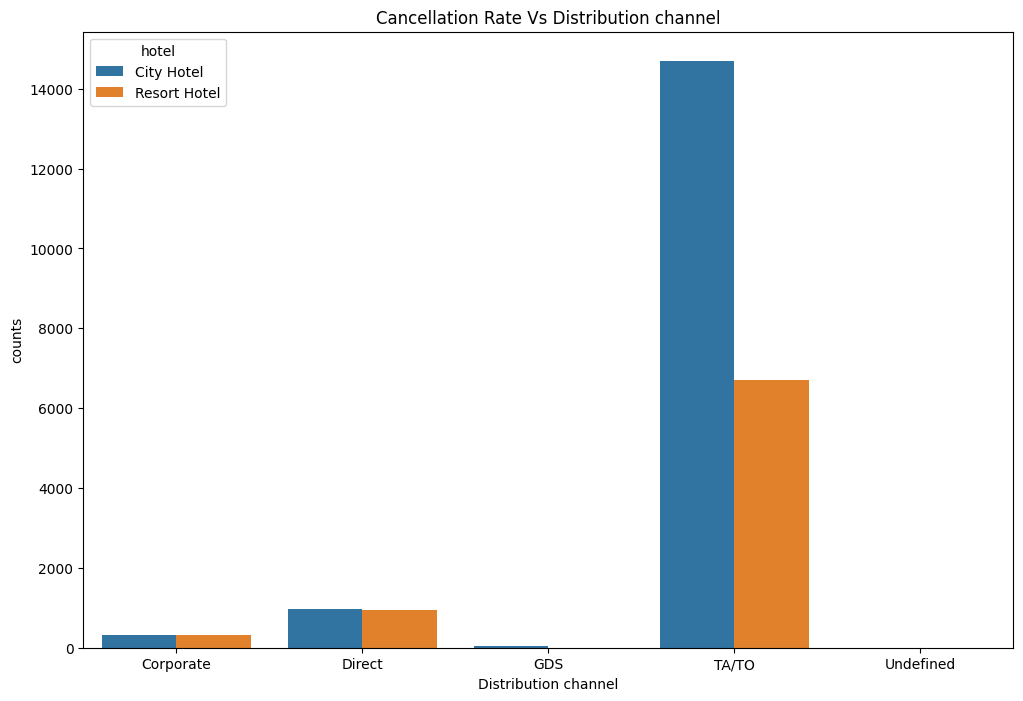 Cancellation Rate Vs Distribution channel
hotel
City Hotel
Resort Hotel
counts
14000
12000
10000
8000
6000
4000
2000
0
Corporate Direct GDS TA/TO Undefined
Distribution channel